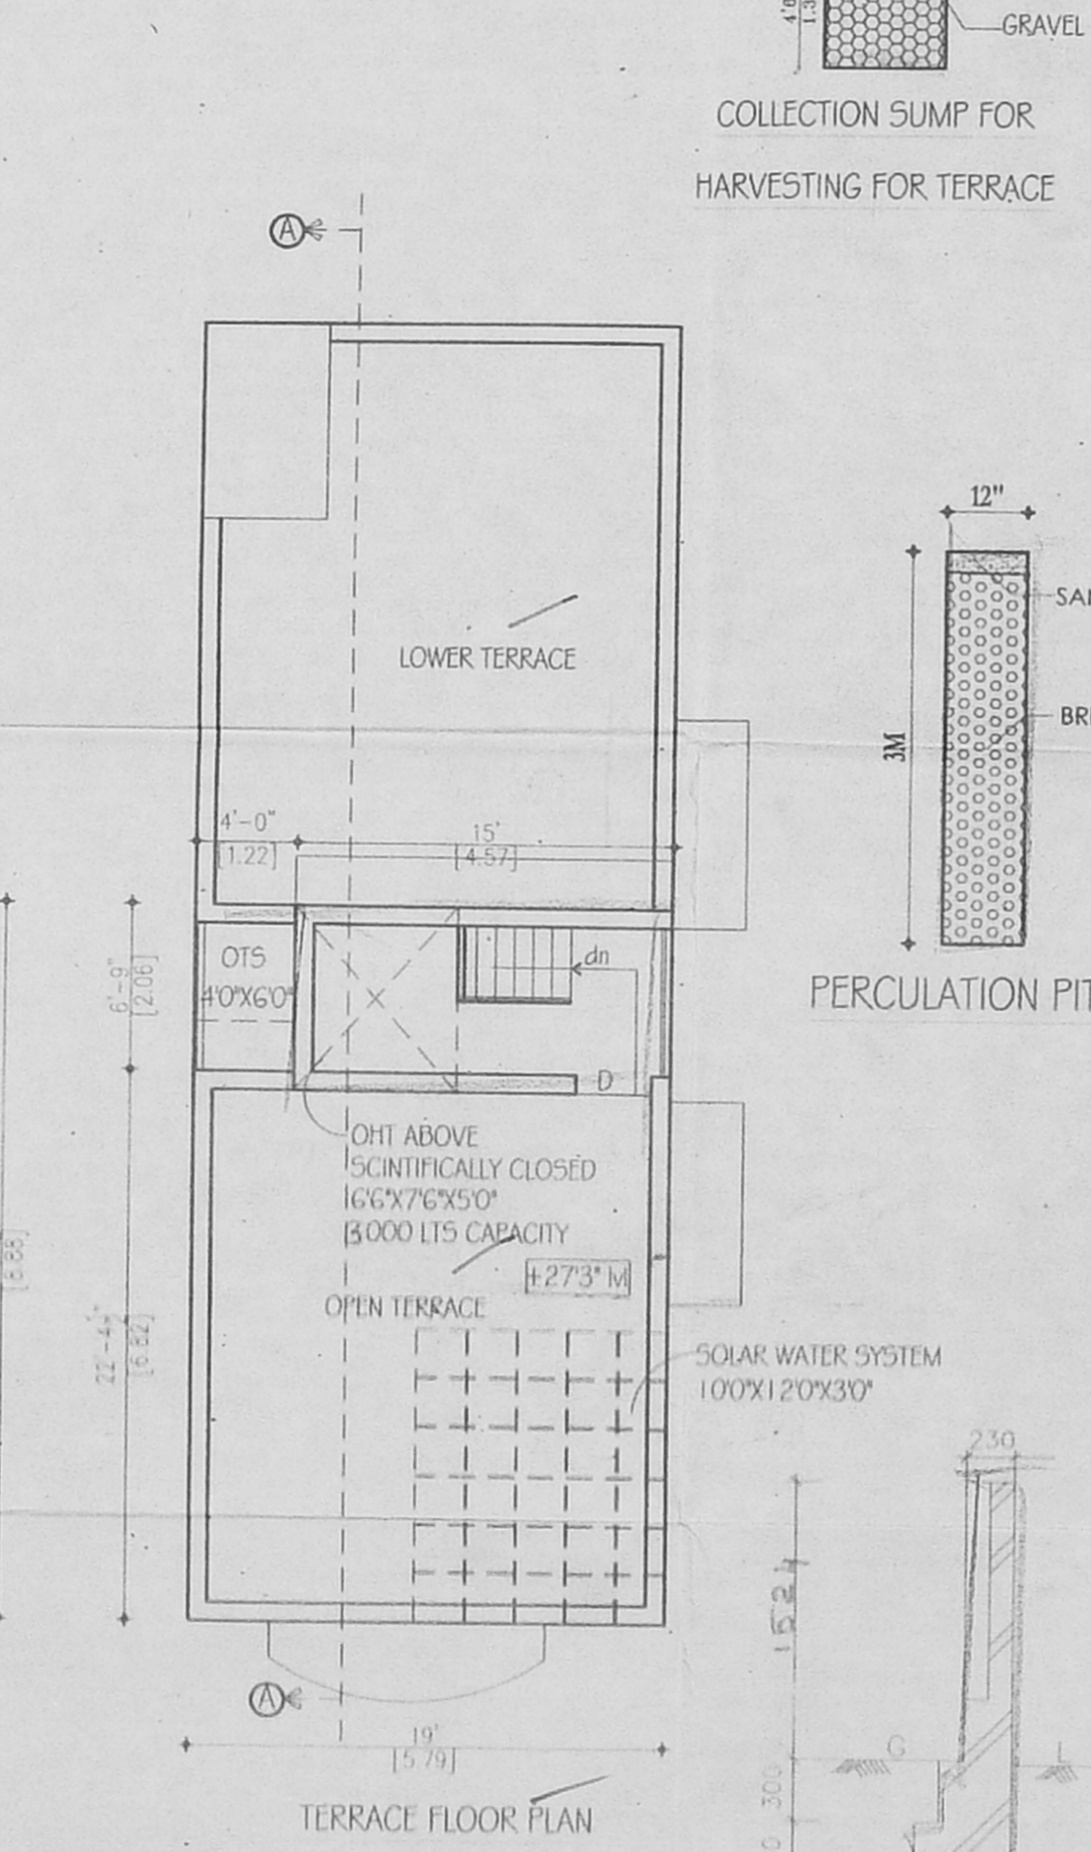 GRAVEL
COLLECTION SUMP FOR
HARVESTING FOR TERRACE
A
12"
3M
PERCULATION PIT
LOWER TERRACE
4'-0"
[1.22]
15'
[4.57]
OTS
4'0"X6'0"
6'-9"
[2.06]
dn
D
OHT ABOVE
SCINTIFICALLY CLOSED
6'6"X7'6"X5'0"
3000 LTS CAPACITY
+27'3" lvl
OPEN TERRACE
SOLAR WATER SYSTEM
10'0"X12'0"X3'0"
[8.88]
22'-4½"
[6.82]
230
1524
G
L
300
A
19'
[5.79]
TERRACE FLOOR PLAN